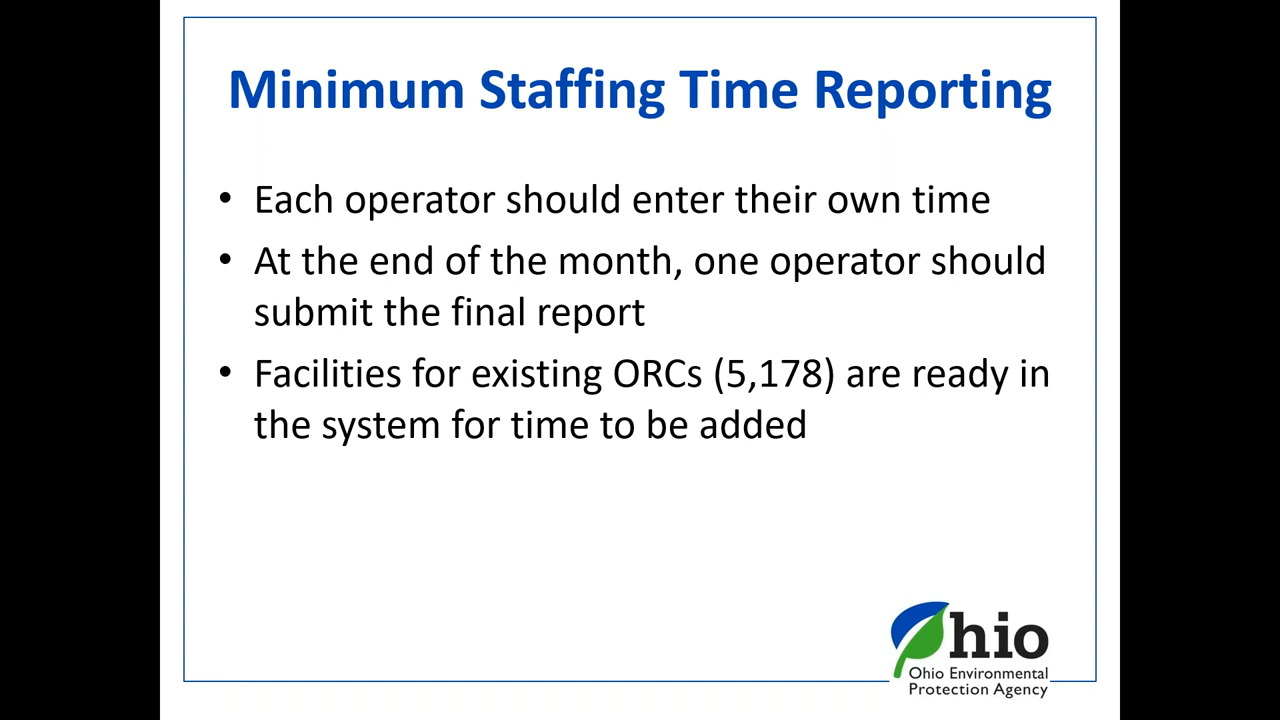 Minimum Staffing Time Reporting
• Each operator should enter their own time
• At the end of the month, one operator should
submit the final report
• Facilities for existing ORCs (5,178) are ready in
the system for time to be added
Ohio
Ohio Environmental
Protection Agency